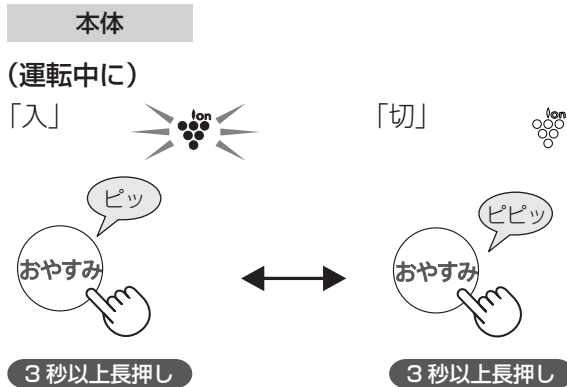 本体
（運転中に）
「入」
ion
「切」
ion
ピッ
おやすみ
ピピッ
おやすみ
3秒以上長押し
3秒以上長押し